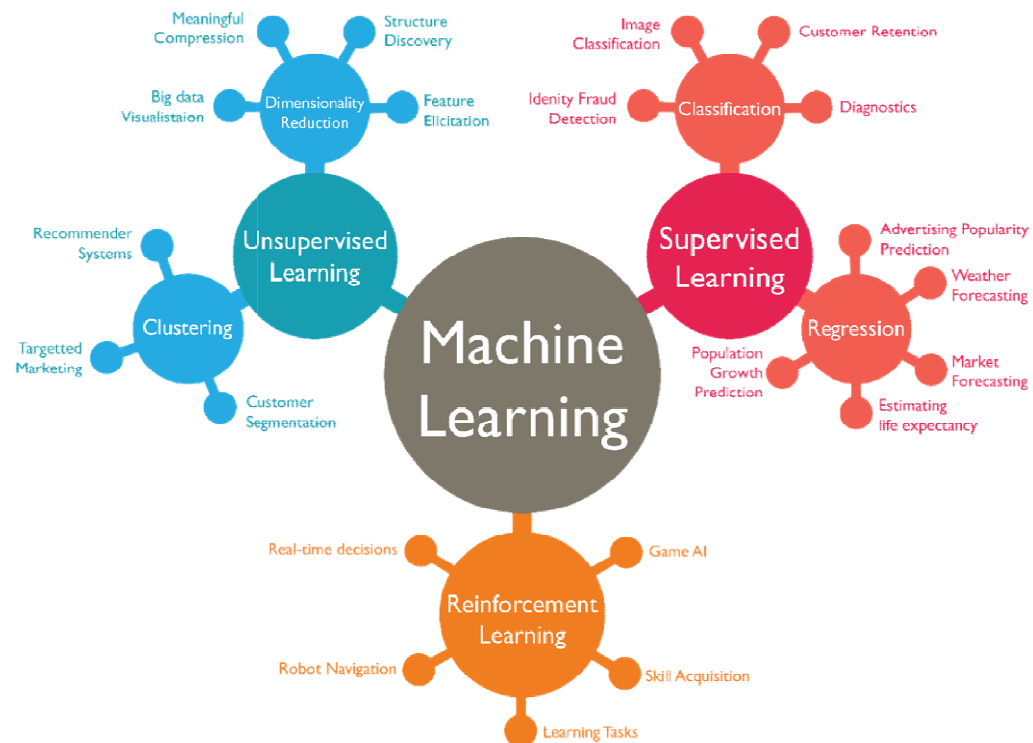 Meaningful
Compression
Structure
Discovery
Big data
Visualistaion
Dimensionality
Reduction
Feature
Elicitation
Image
Classification
Customer Retention
Idenity Fraud
Detection
Classification
Diagnostics
Recommender
Systems
Unsupervised
Learning
Clustering
Targetted
Marketing
Customer
Segmentation
Supervised
Learning
Advertising Popularity
Prediction
Weather
Forecasting
Regression
Population
Growth
Prediction
Market
Forecasting
Estimating
life expectancy
Machine
Learning
Real-time decisions
Game AI
Reinforcement
Learning
Robot Navigation
Skill Acquisition
Learning Tasks